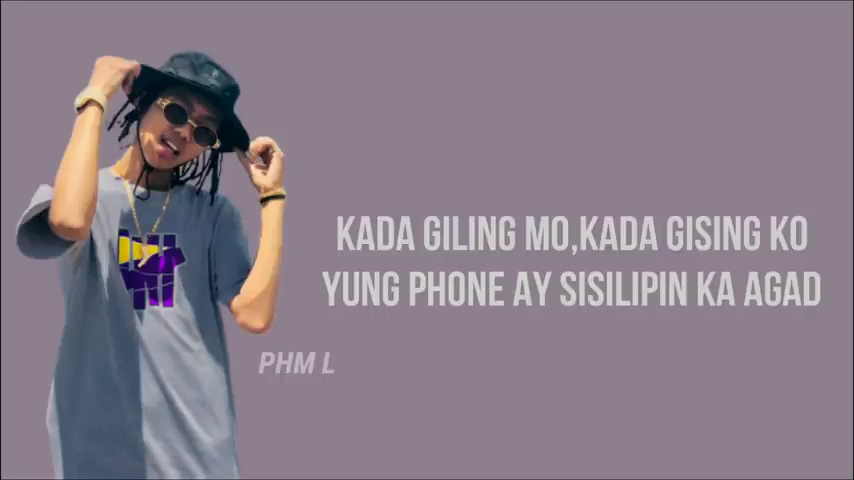 KADA GILING MO,KADA GISING KO
YUNG PHONE AY SISILIPIN KA AGAD
PHM L